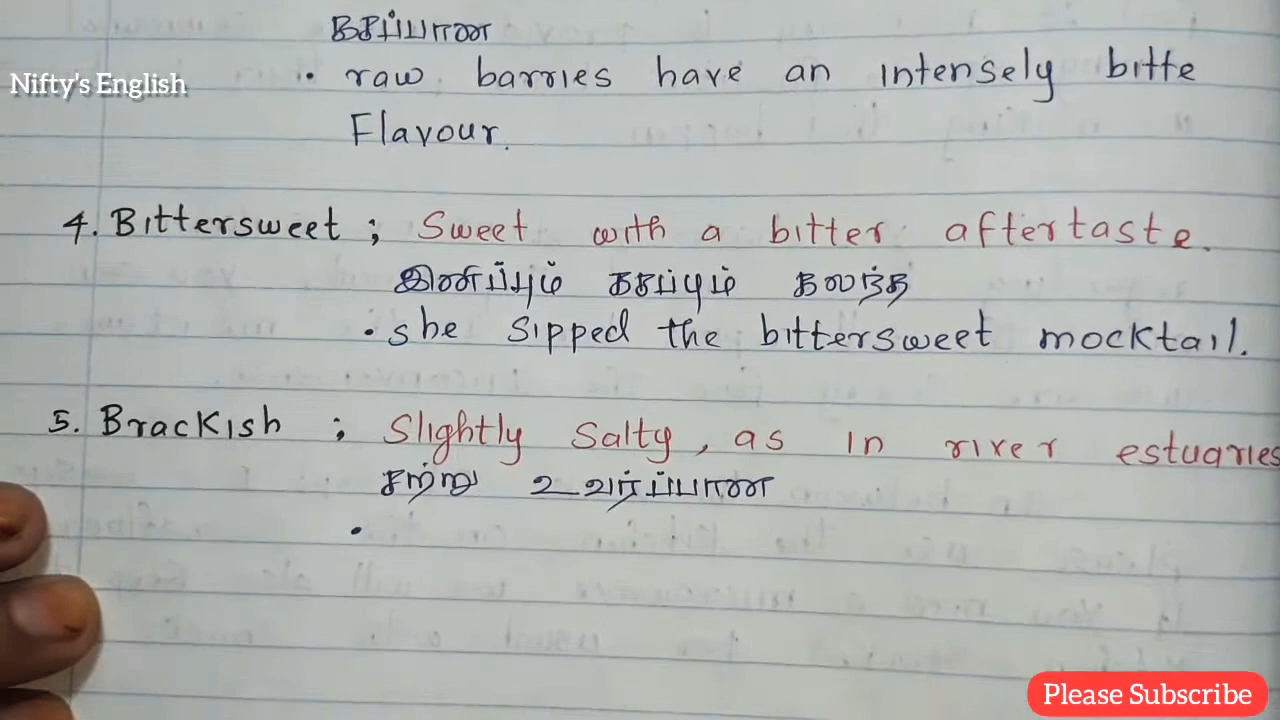 கசப்பான
Nifty's English
• raw barries have an intensely bitte
Flavour.
4. Bittersweet ; Sweet with a bitter aftertaste.
இனிப்பும் கசப்பும் கலந்த
• she sipped the bittersweet mocktail.
5. Brackish ; Slightly Salty, as in river estuaries
சற்று உவர்ப்பான
•
Please Subscribe